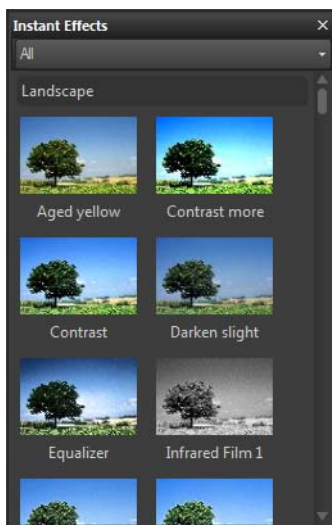 Instant Effects
All
Landscape
Aged yellow
Contrast more
Contrast
Darken slight
Equalizer
Infrared Film 1